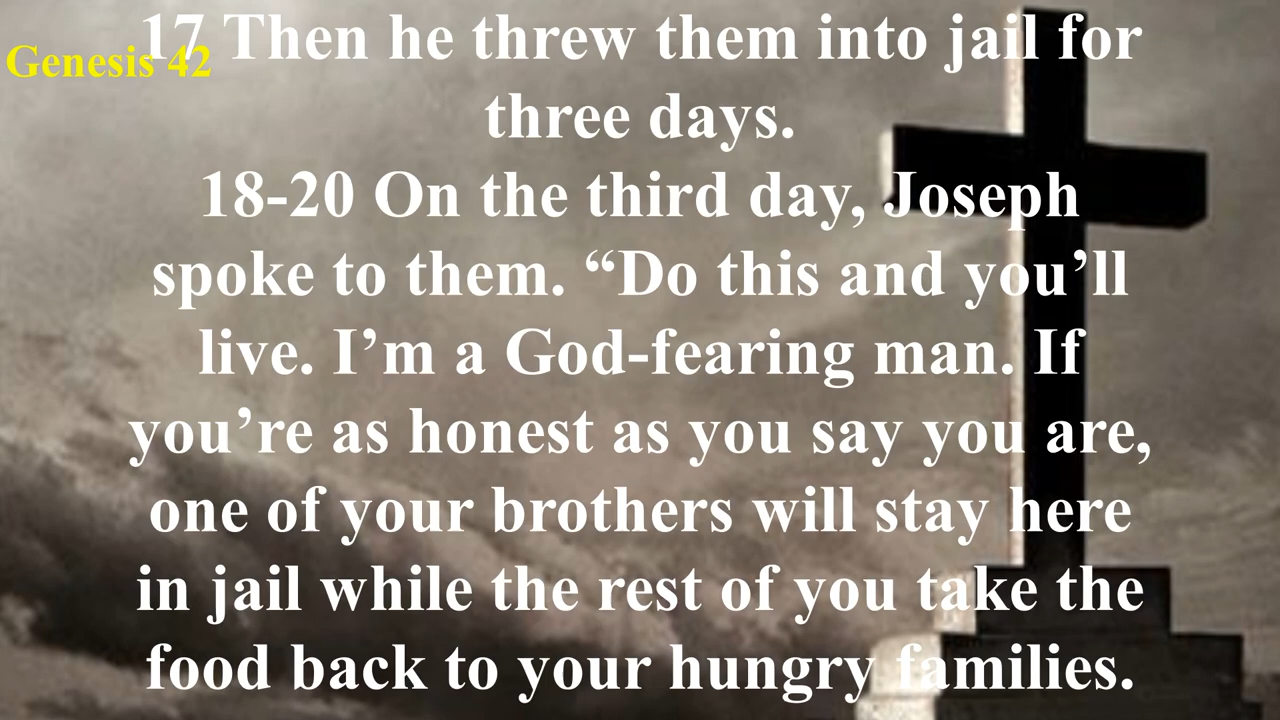 Genesis 42
17 Then he threw them into jail for
three days.
18-20 On the third day, Joseph
spoke to them. “Do this and you’ll
live. I’m a God-fearing man. If
you’re as honest as you say you are,
one of your brothers will stay here
in jail while the rest of you take the
food back to your hungry families.